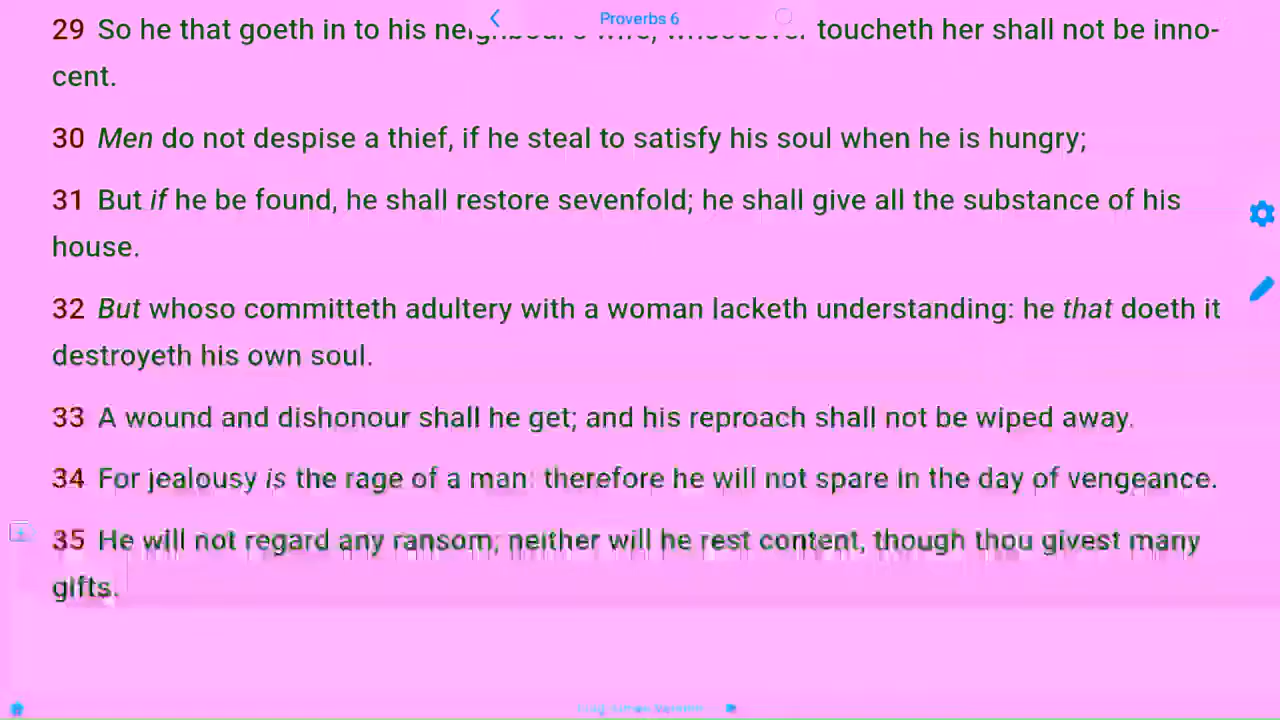 Proverbs 6
29 So he that goeth in to his neighbour's wife; whosoever toucheth her shall not be inno-
cent.
30 Men do not despise a thief, if he steal to satisfy his soul when he is hungry;
31 But if he be found, he shall restore sevenfold; he shall give all the substance of his
house.
32 But whoso committeth adultery with a woman lacketh understanding: he that doeth it
destroyeth his own soul.
33 A wound and dishonour shall he get; and his reproach shall not be wiped away.
34 For jealousy is the rage of a man: therefore he will not spare in the day of vengeance.
35 He will not regard any ransom; neither will he rest content, though thou givest many
gifts.